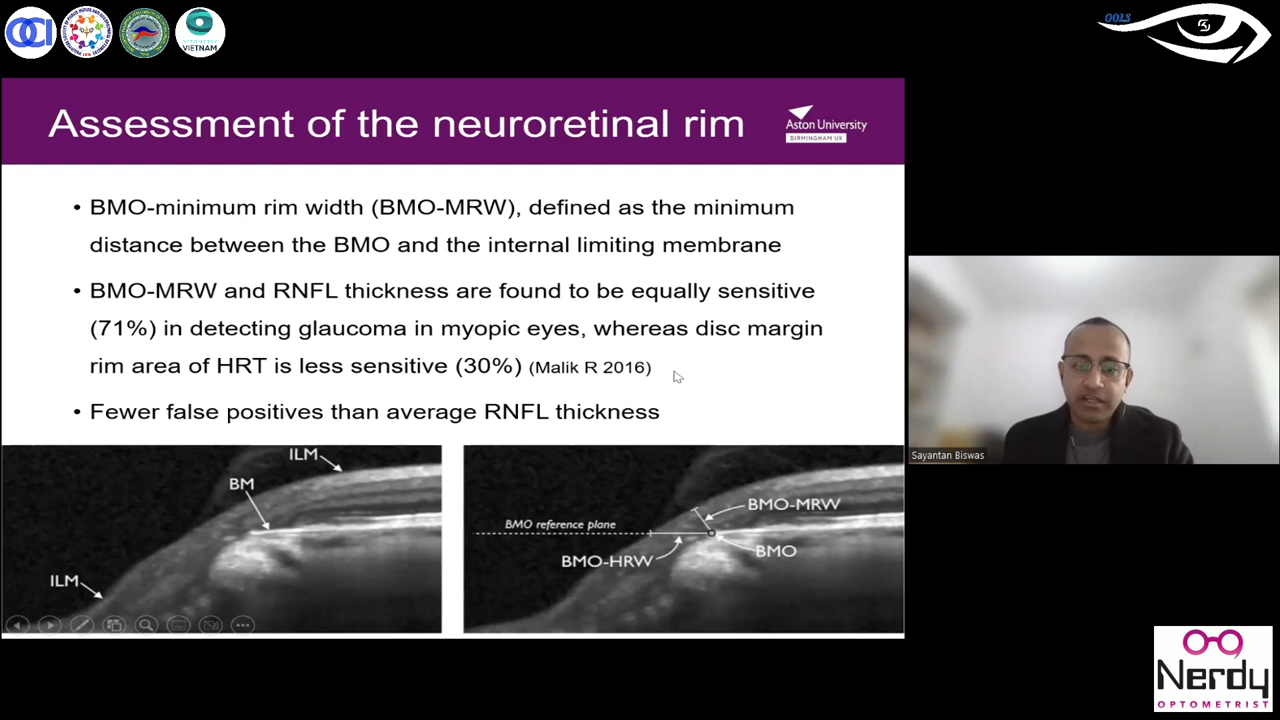 OCI
OPTOMETRY
VIETNAM
OOLS
Assessment of the neuroretinal rim
Aston University
BIRMINGHAM UK
• BMO-minimum rim width (BMO-MRW), defined as the minimum
distance between the BMO and the internal limiting membrane
• BMO-MRW and RNFL thickness are found to be equally sensitive
(71%) in detecting glaucoma in myopic eyes, whereas disc margin
rim area of HRT is less sensitive (30%) (Malik R 2016)
• Fewer false positives than average RNFL thickness
ILM
BM
ILM
BMO-MRW
BMO reference plane
BMO
BMO-HRW
Sayantan Biswas
Nerdy
OPTOMETRIST